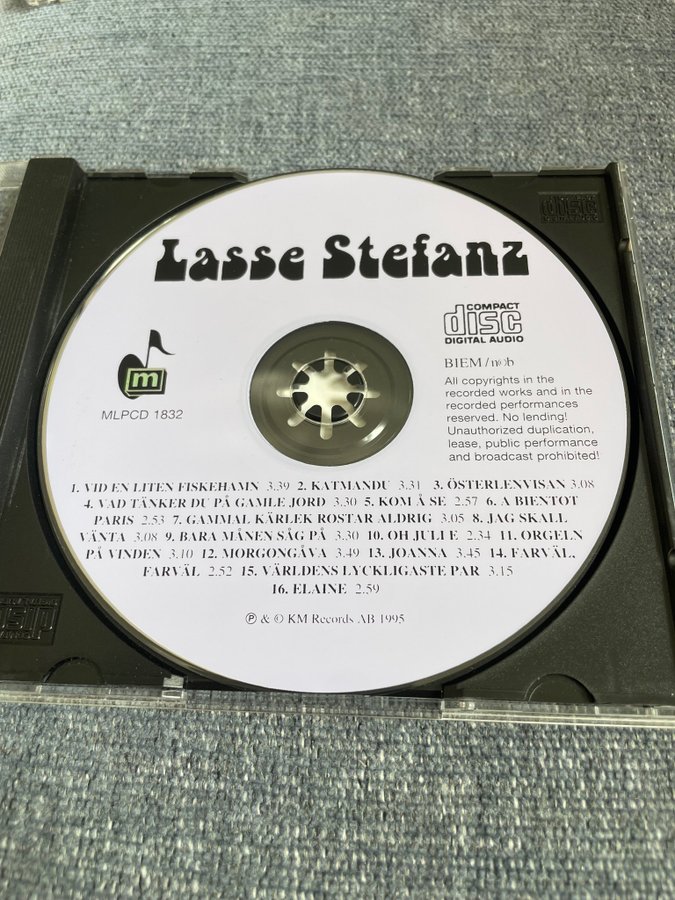 Lasse Stefanz
m
MLPCD 1832
COMPACT
disc
DIGITAL AUDIO
BIEM / n©b
All copyrights in the
recorded works and in the
recorded performances
reserved. No lending!
Unauthorized duplication,
lease, public performance
and broadcast prohibited!
1. VID EN LITEN FISKEHAMN 3.39 2. KATMANDU 3.31 3. ÖSTERLENVISAN 3.08
4. VAD TÄNKER DU PÅ GAMLE JORD 3.30 5. KOM Å SE 2.57 6. A BIENTOT
PARIS 2.53 7. GAMMAL KÄRLEK ROSTAR ALDRIG 3.05 8. JAG SKALL
VÄNTA 3.08 9. BARA MÅNEN SÅG PÅ 3.30 10. OH JULIE 2.34 11. ORGELN
PÅ VINDEN 3.10 12. MORGONGÅVA 3.49 13. JOANNA 3.45 14. FARVÄL,
FARVÄL 2.52 15. VÄRLDENS LYCKLIGASTE PAR 3.15
16. ELAINE 2.59
℗ & © KM Records AB 1995